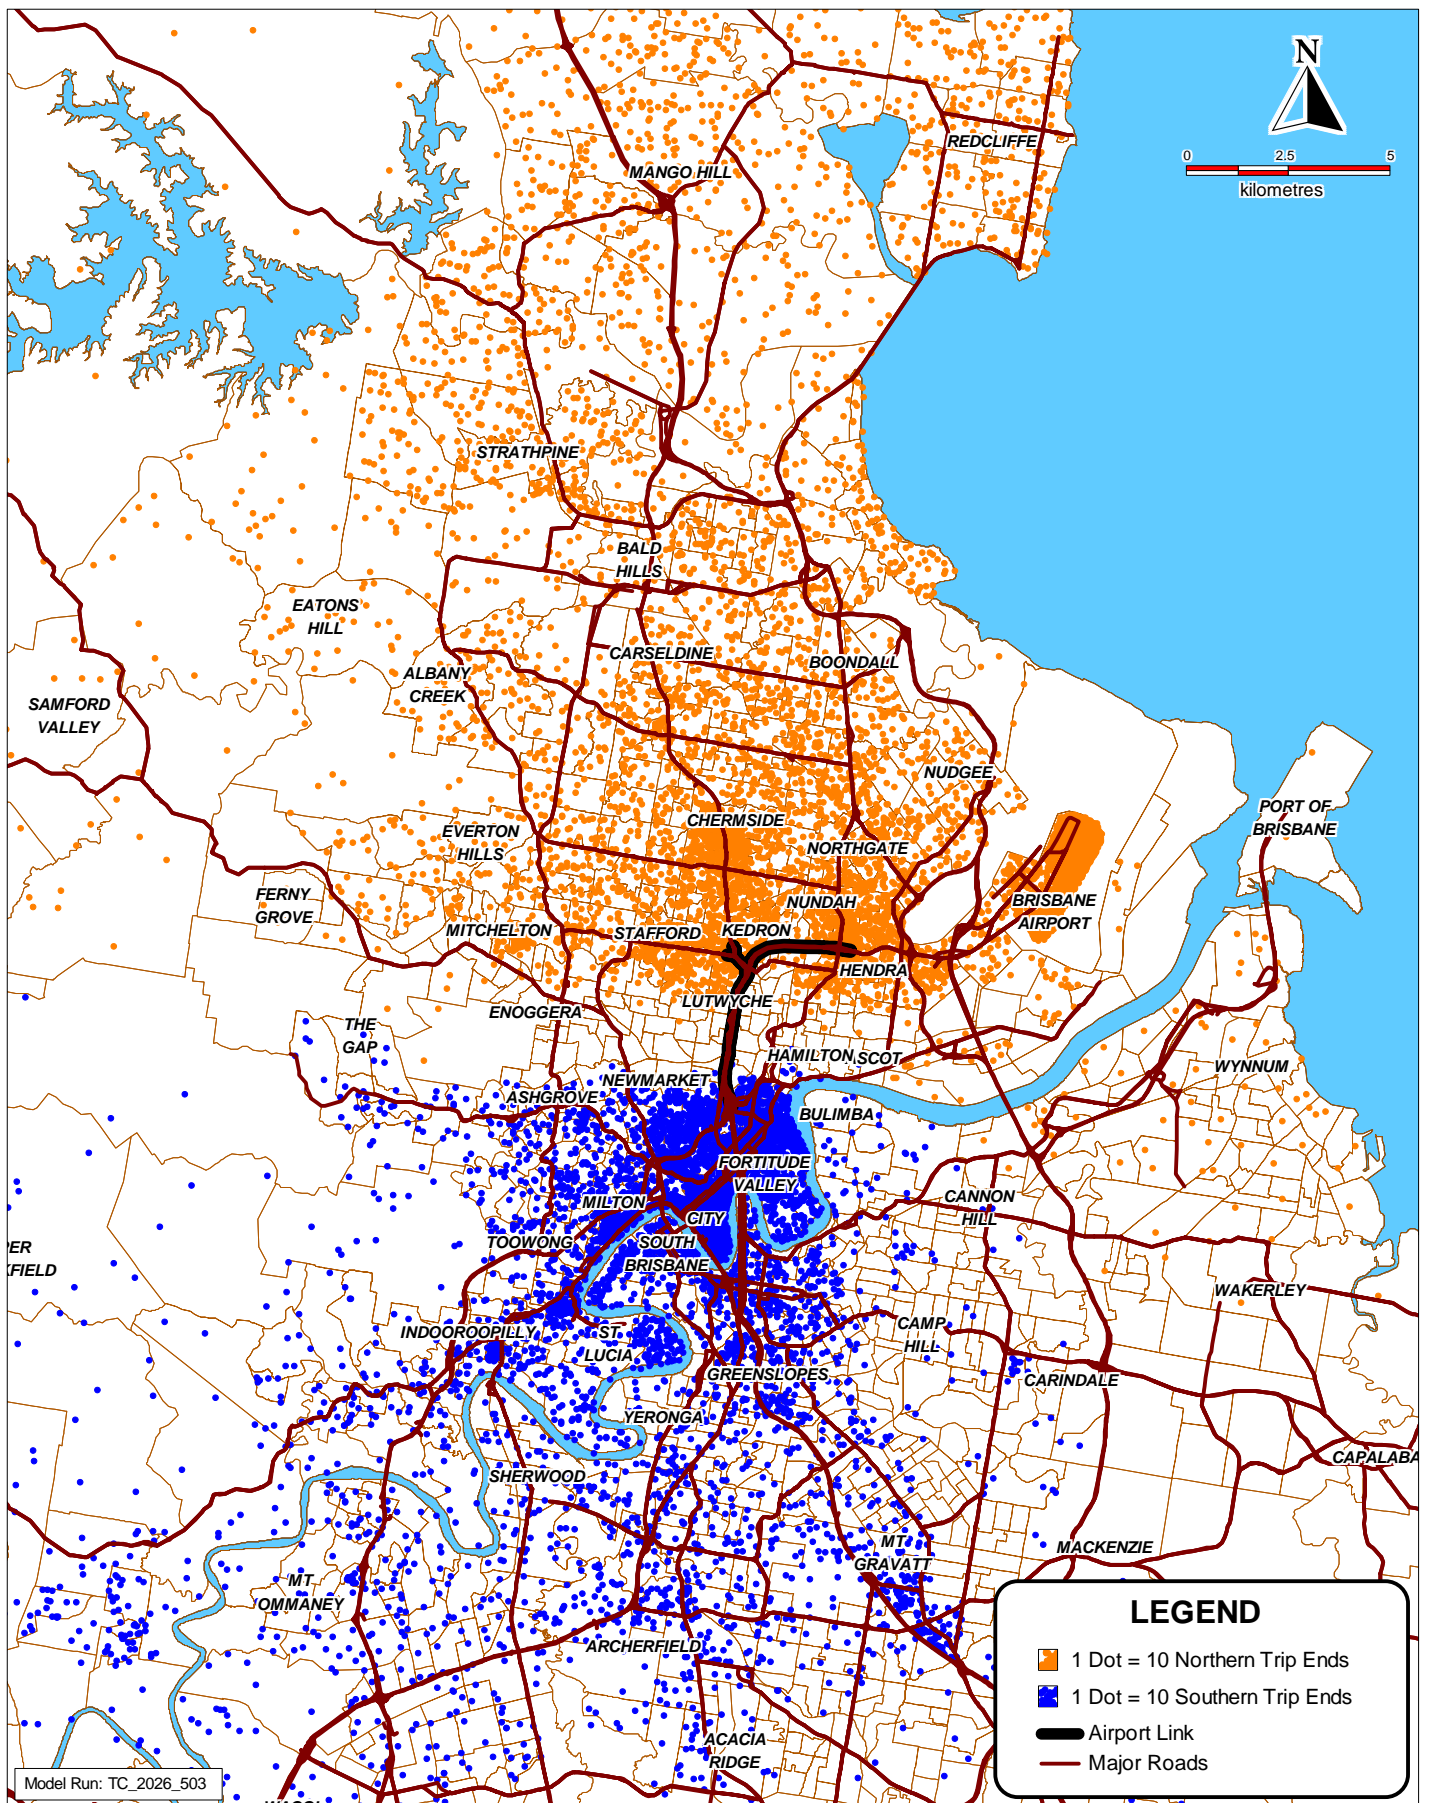 N
0 2.5 5
kilometres
REDCLIFFE
MANGO HILL
STRATHPINE
BALD
HILLS
EATONS
HILL
CARSELDINE
BOONDALL
ALBANY
CREEK
SAMFORD
VALLEY
NUDGEE
PORT OF
BRISBANE
CHERMSIDE
EVERTON
HILLS
NORTHGATE
FERNY
GROVE
NUNDAH
BRISBANE
AIRPORT
MITCHELTON
STAFFORD
KEDRON
HENDRA
LUTWYCHE
ENOGGERA
THE
GAP
HAMILTON
SCOT
WYNNUM
NEWMARKET
ASHGROVE
BULIMBA
FORTITUDE
VALLEY
CANNON
HILL
MILTON
CITY
TOOWONG
SOUTH
BRISBANE
PER
KFIELD
WAKERLEY
INDOOROOPILLY
ST
LUCIA
CAMP
HILL
GREENSLOPES
CARINDALE
YERONGA
CAPALABA
SHERWOOD
MT
GRAVATT
MACKENZIE
MT
OMMANEY
ARCHERFIELD
ACACIA
RIDGE
LEGEND
1 Dot = 10 Northern Trip Ends
1 Dot = 10 Southern Trip Ends
Airport Link
Major Roads
Model Run: TC_2026_503